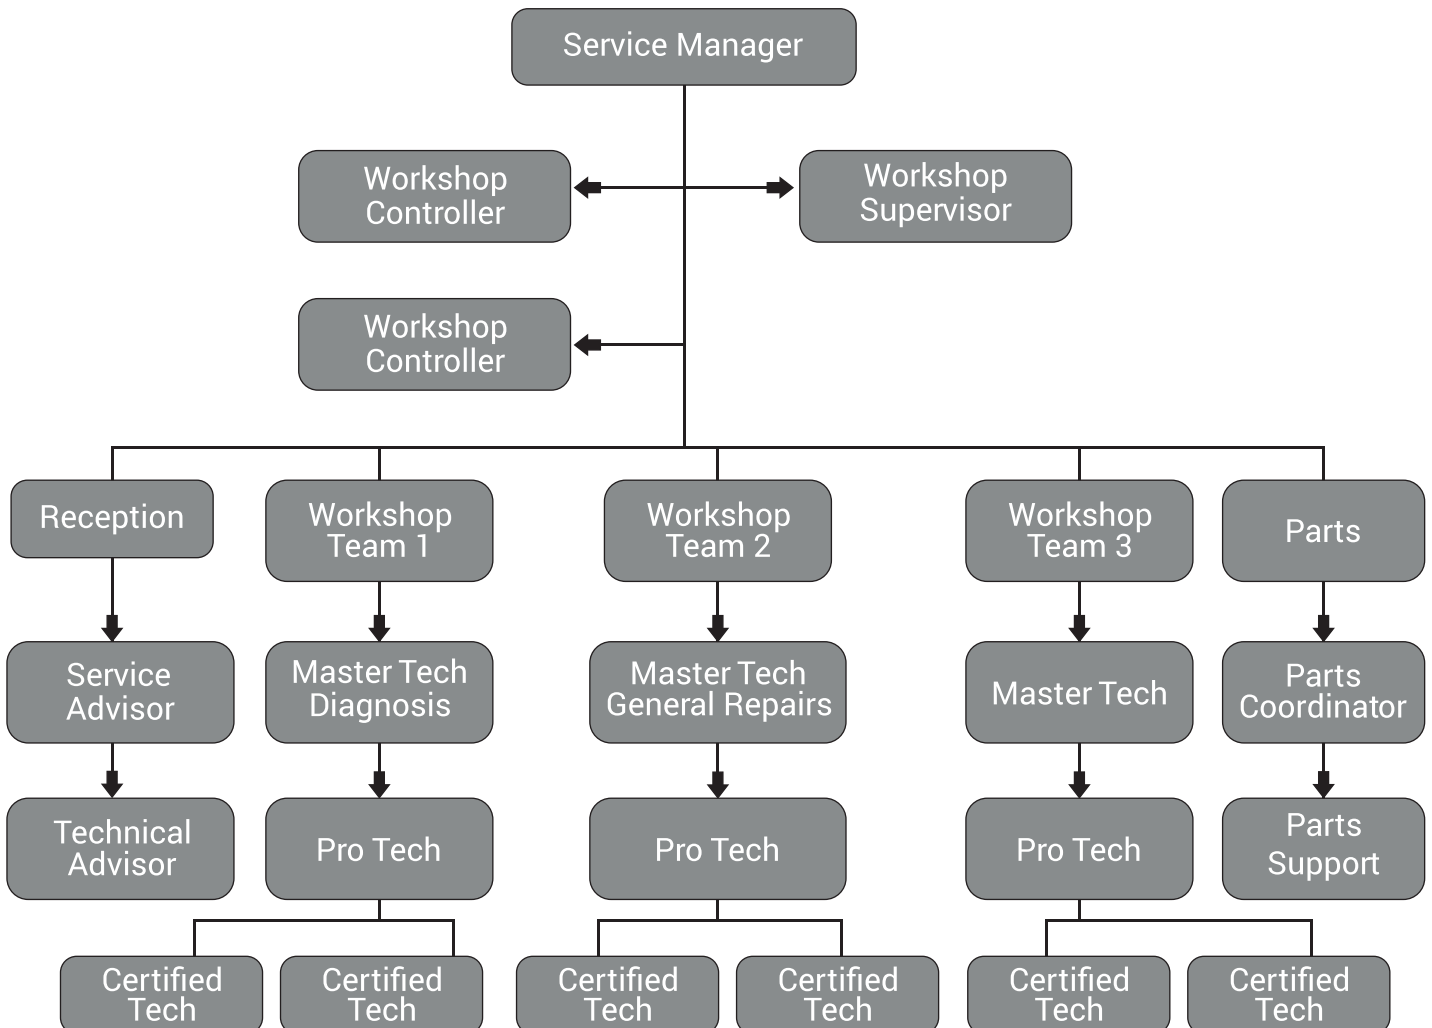 Service Manager
Workshop
Controller
Workshop
Supervisor
Workshop
Controller
Reception
Workshop
Team 1
Workshop
Team 2
Workshop
Team 3
Parts
Service
Advisor
Master Tech
Diagnosis
Master Tech
General Repairs
Master Tech
Parts
Coordinator
Technical
Advisor
Pro Tech
Pro Tech
Pro Tech
Parts
Support
Certified
Tech
Certified
Tech
Certified
Tech
Certified
Tech
Certified
Tech
Certified
Tech